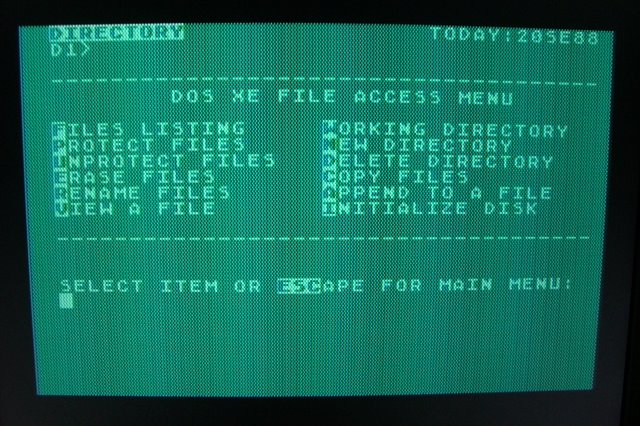 DIRECTORY TODAY:20SE88
D1>
DOS XE FILE ACCESS MENU
FILES LISTING WORKING DIRECTORY
PROTECT FILES NEW DIRECTORY
UNPROTECT FILES DELETE DIRECTORY
ERASE FILES COPY FILES
RENAME FILES APPEND TO A FILE
VIEW A FILE INITIALIZE DISK
SELECT ITEM OR ESCAPE FOR MAIN MENU: